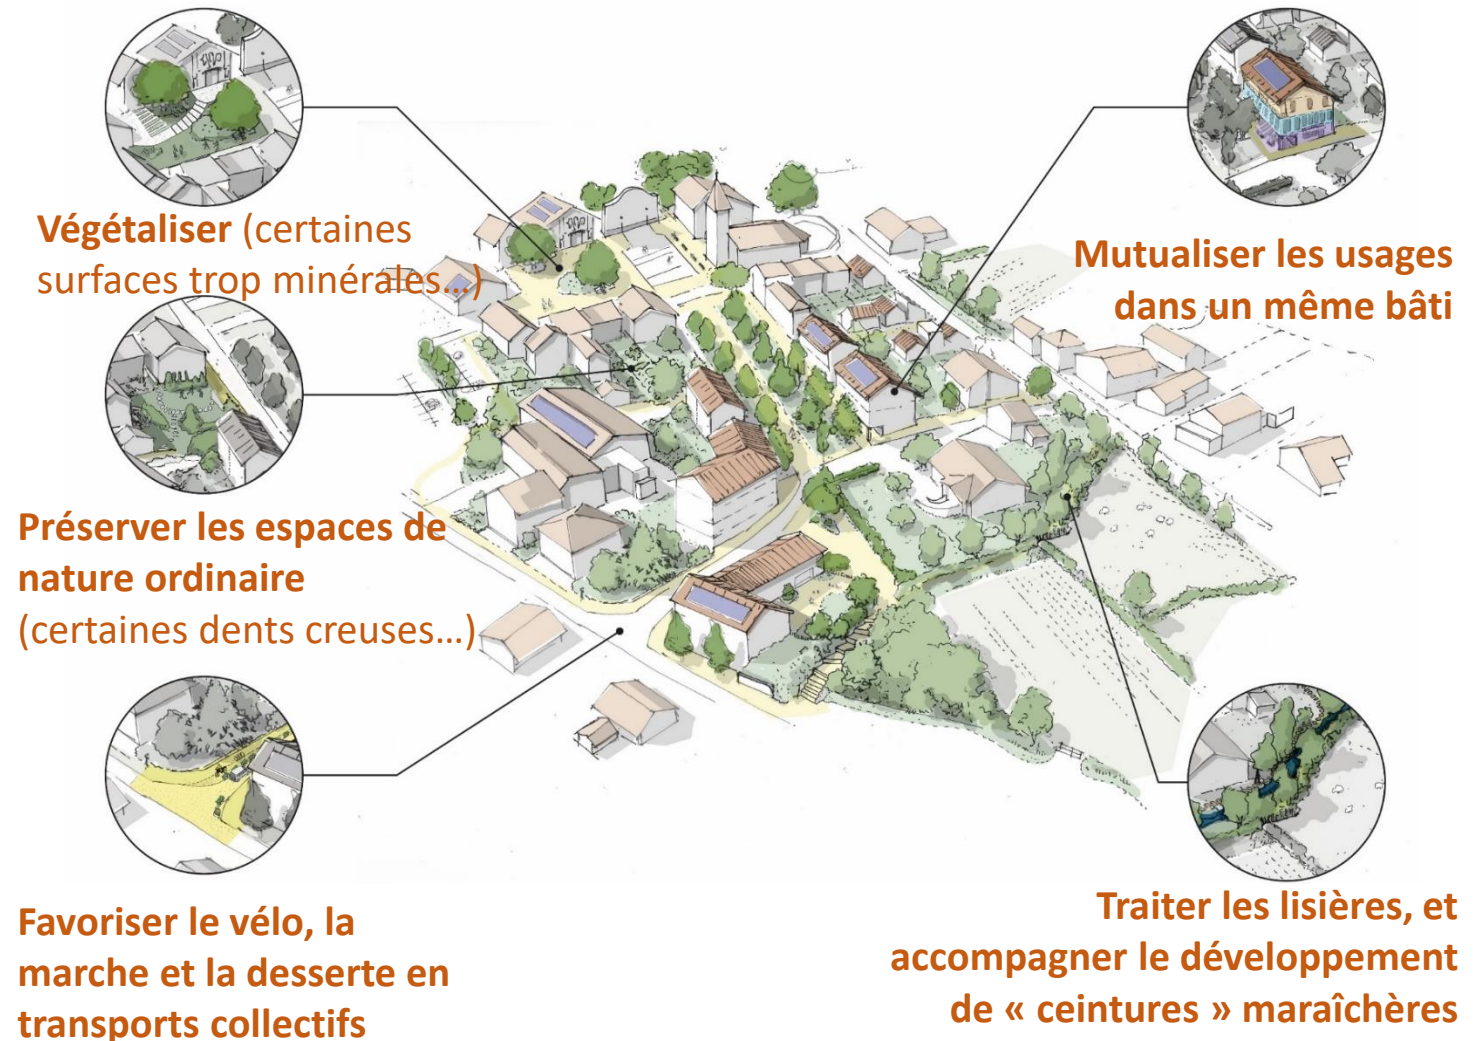 Végétaliser (certaines
surfaces trop minérales…)
Mutualiser les usages
dans un même bâti
Préserver les espaces de
nature ordinaire
(certaines dents creuses…)
Favoriser le vélo, la
marche et la desserte en
transports collectifs
Traiter les lisières, et
accompagner le développement
de « ceintures » maraîchères